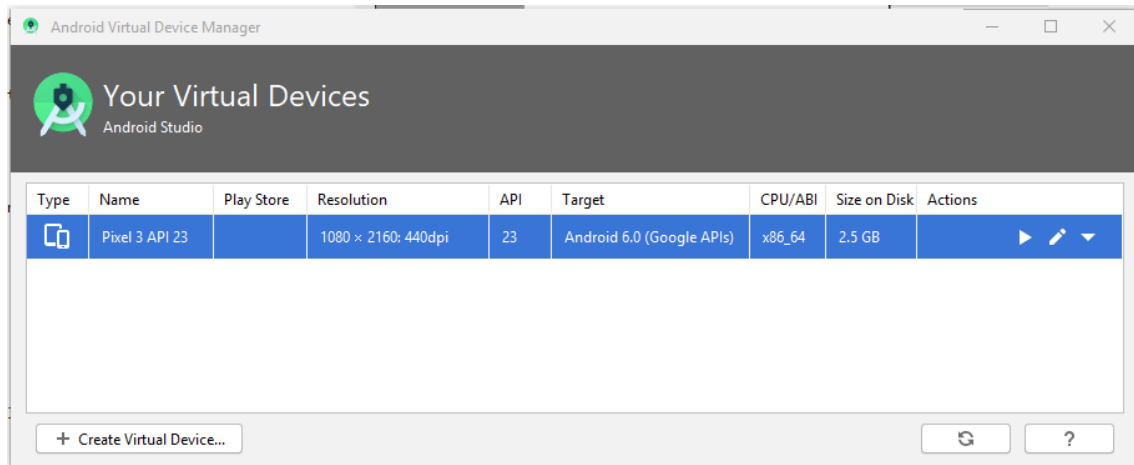 Android Virtual Device Manager
Your Virtual Devices
Android Studio
Type Name Play Store Resolution API Target CPU/ABI Size on Disk Actions
Pixel 3 API 23 1080 × 2160: 440dpi 23 Android 6.0 (Google APIs) x86_64 2.5 GB
+ Create Virtual Device... ?